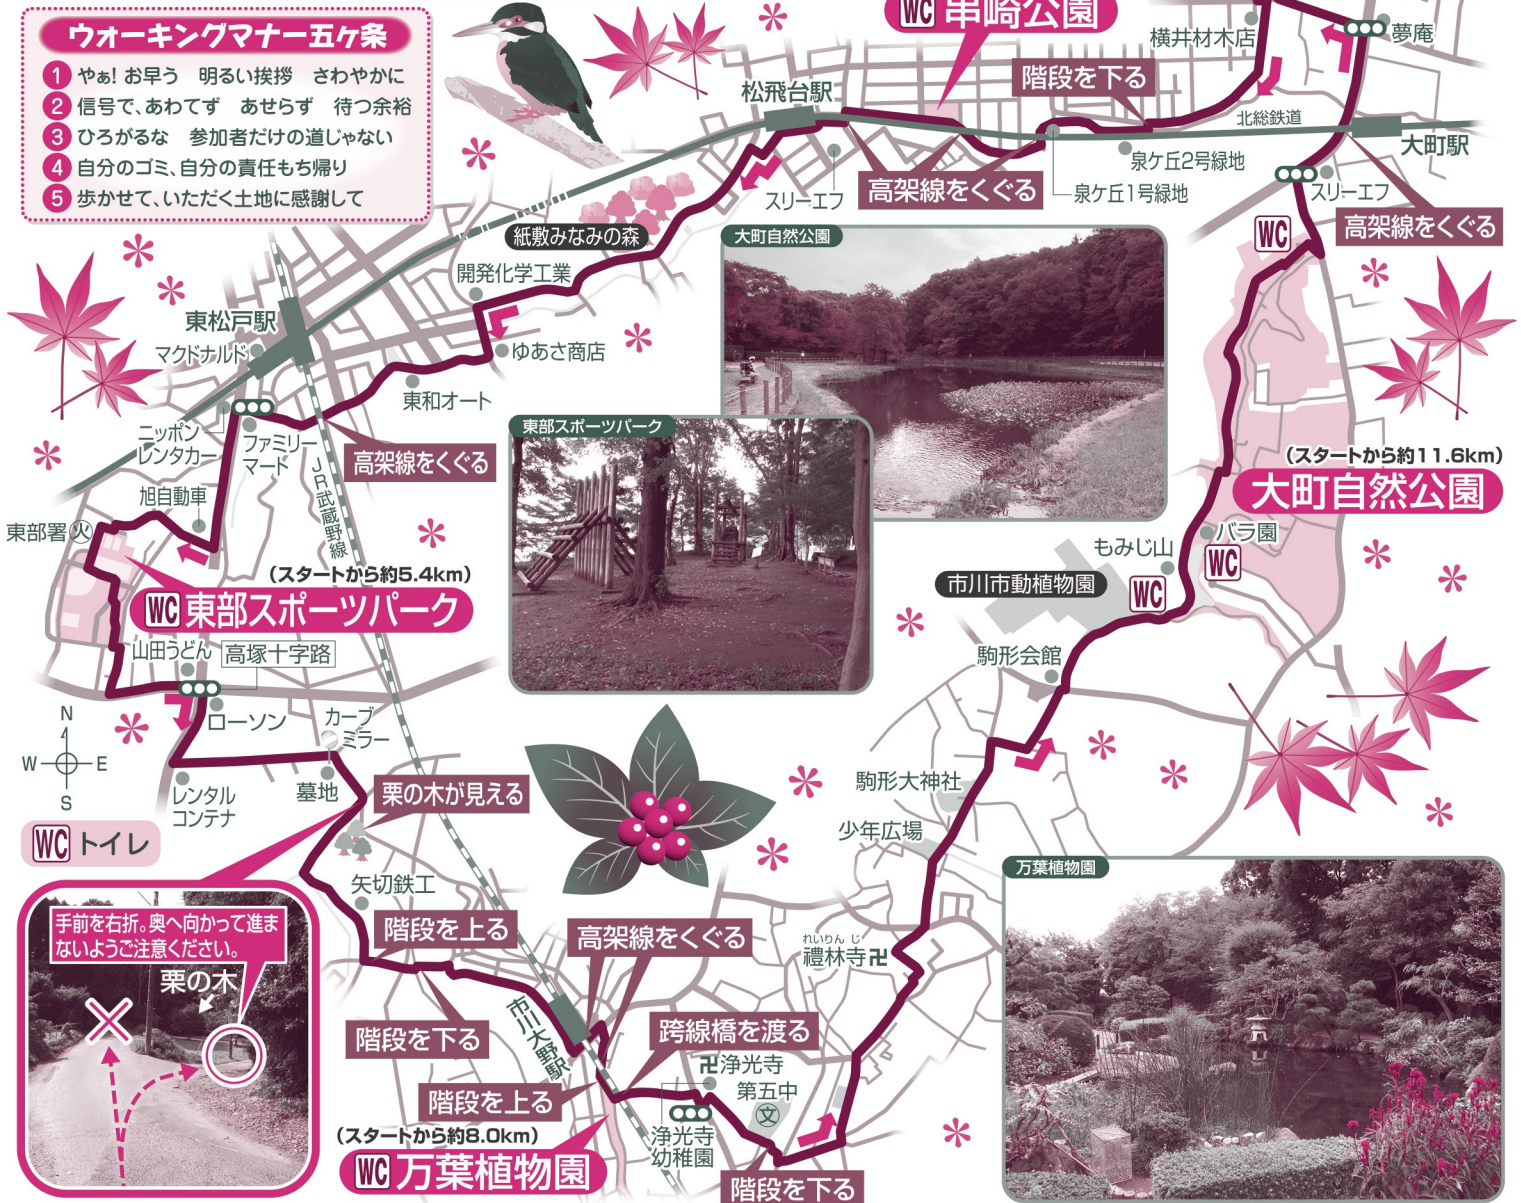 ウォーキングマナー五ヶ条
1 やぁ! お早う 明るい挨拶 さわやかに
2 信号で、あわてず あせらず 待つ余裕
3 ひろがるな 参加者だけの道じゃない
4 自分のゴミ、自分の責任もち帰り
5 歩かせて、いただく土地に感謝して
WC 串崎公園
横井材木店
夢庵
階段を下る
松飛台駅
北総鉄道
大町駅
泉ケ丘2号緑地
泉ケ丘1号緑地
スリーエフ
高架線をくぐる
スリーエフ
高架線をくぐる
WC
紙敷みなみの森
大町自然公園
開発化学工業
東松戸駅
マクドナルド
ゆあさ商店
東和オート
ニッポン
レンタカー
ファミリー
マート
高架線をくぐる
JR武蔵野線
東部スポーツパーク
(スタートから約11.6km)
大町自然公園
旭自動車
東部署 火
バラ園
もみじ山
WC
WC
市川市動植物園
(スタートから約5.4km)
WC 東部スポーツパーク
山田うどん
高塚十字路
駒形会館
ローソン
カーブ
ミラー
N
W
E
S
レンタル
コンテナ
墓地
栗の木が見える
駒形大神社
少年広場
WC トイレ
矢切鉄工
万葉植物園
手前を右折。奥へ向かって進ま
ないようご注意ください。
栗の木
階段を上る
高架線をくぐる
れいりんじ
禮林寺卍
階段を下る
市川大野駅
跨線橋を渡る
卍浄光寺
第五中
文
階段を上る
浄光寺
幼稚園
(スタートから約8.0km)
WC 万葉植物園
階段を下る